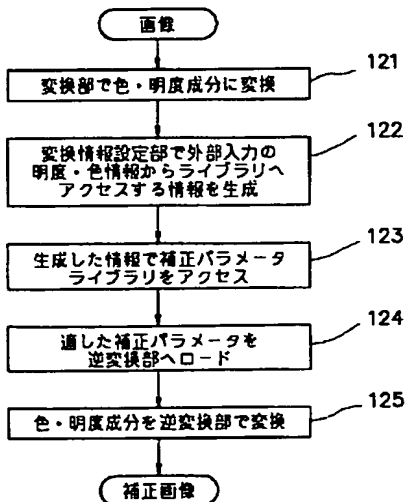 画像
変換部で色・明度成分に変換
121
変換情報設定部で外部入力の
明度・色情報からライブラリへ
アクセスする情報を生成
122
生成した情報で補正パラメータ
ライブラリをアクセス
123
適した補正パラメータを
逆変換部へロード
124
色・明度成分を逆変換部で変換
125
補正画像